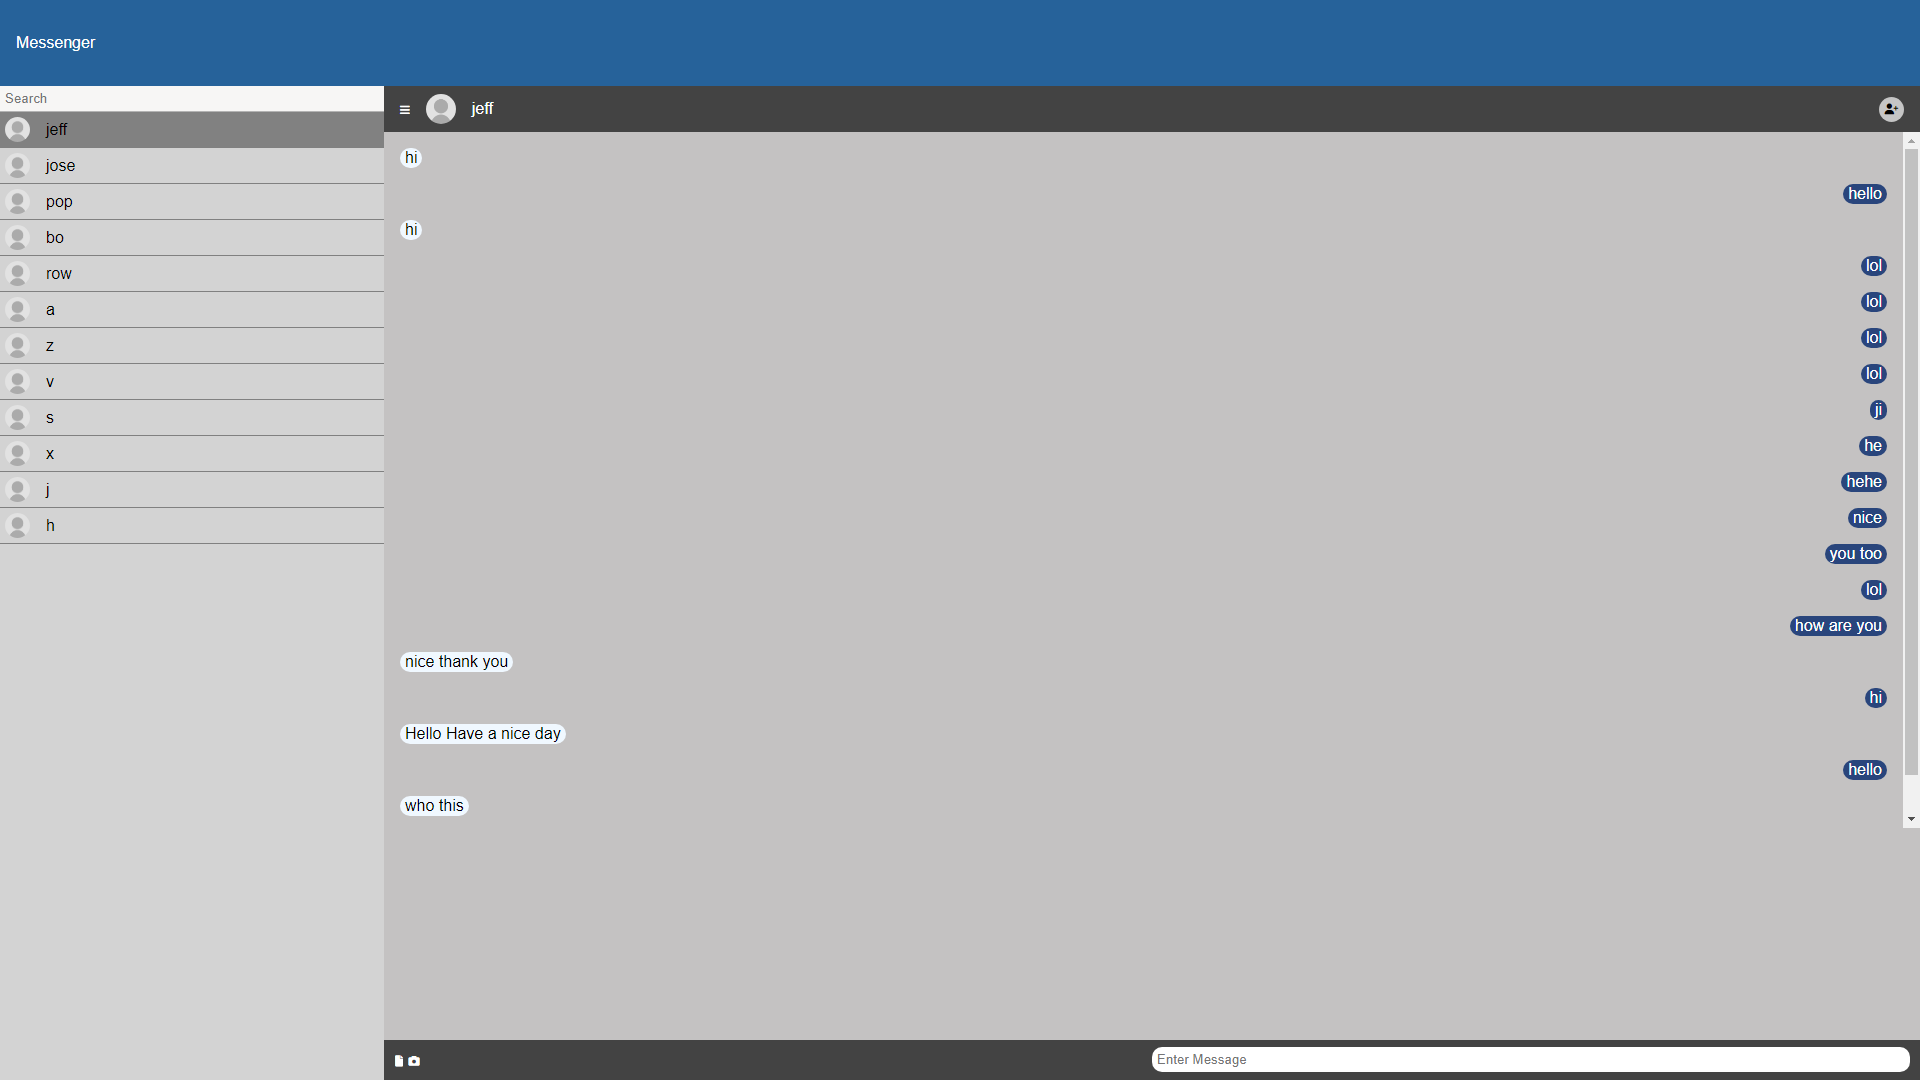 Messenger
Search
jeff
jose
pop
bo
row
a
z
v
s
x
j
h
jeff
hi
hello
hi
lol
lol
lol
lol
ji
he
hehe
nice
you too
lol
how are you
nice thank you
hi
Hello Have a nice day
hello
who this
Enter Message